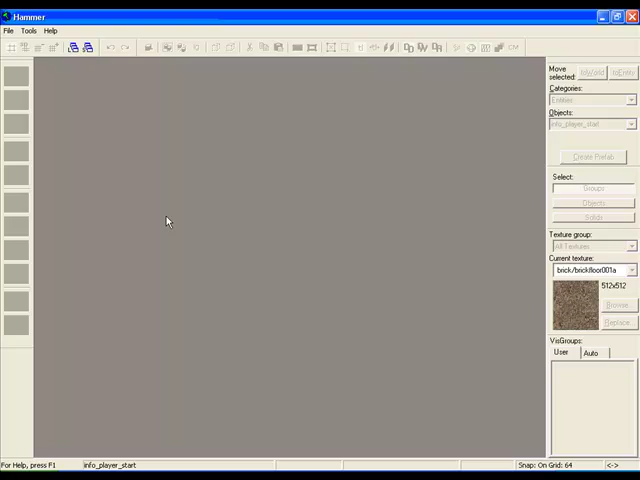 Hammer
File Tools Help
CM
Move selected:
toWorld toEntity
Categories:
Entities
Objects:
info_player_start
Create Prefab
Select:
Groups
Objects
Solids
Texture group:
All Textures
Current texture:
brick/brickfloor001a
512x512
Browse...
Replace...
VisGroups:
User Auto
For Help, press F1
info_player_start
Snap: On Grid: 64
<->